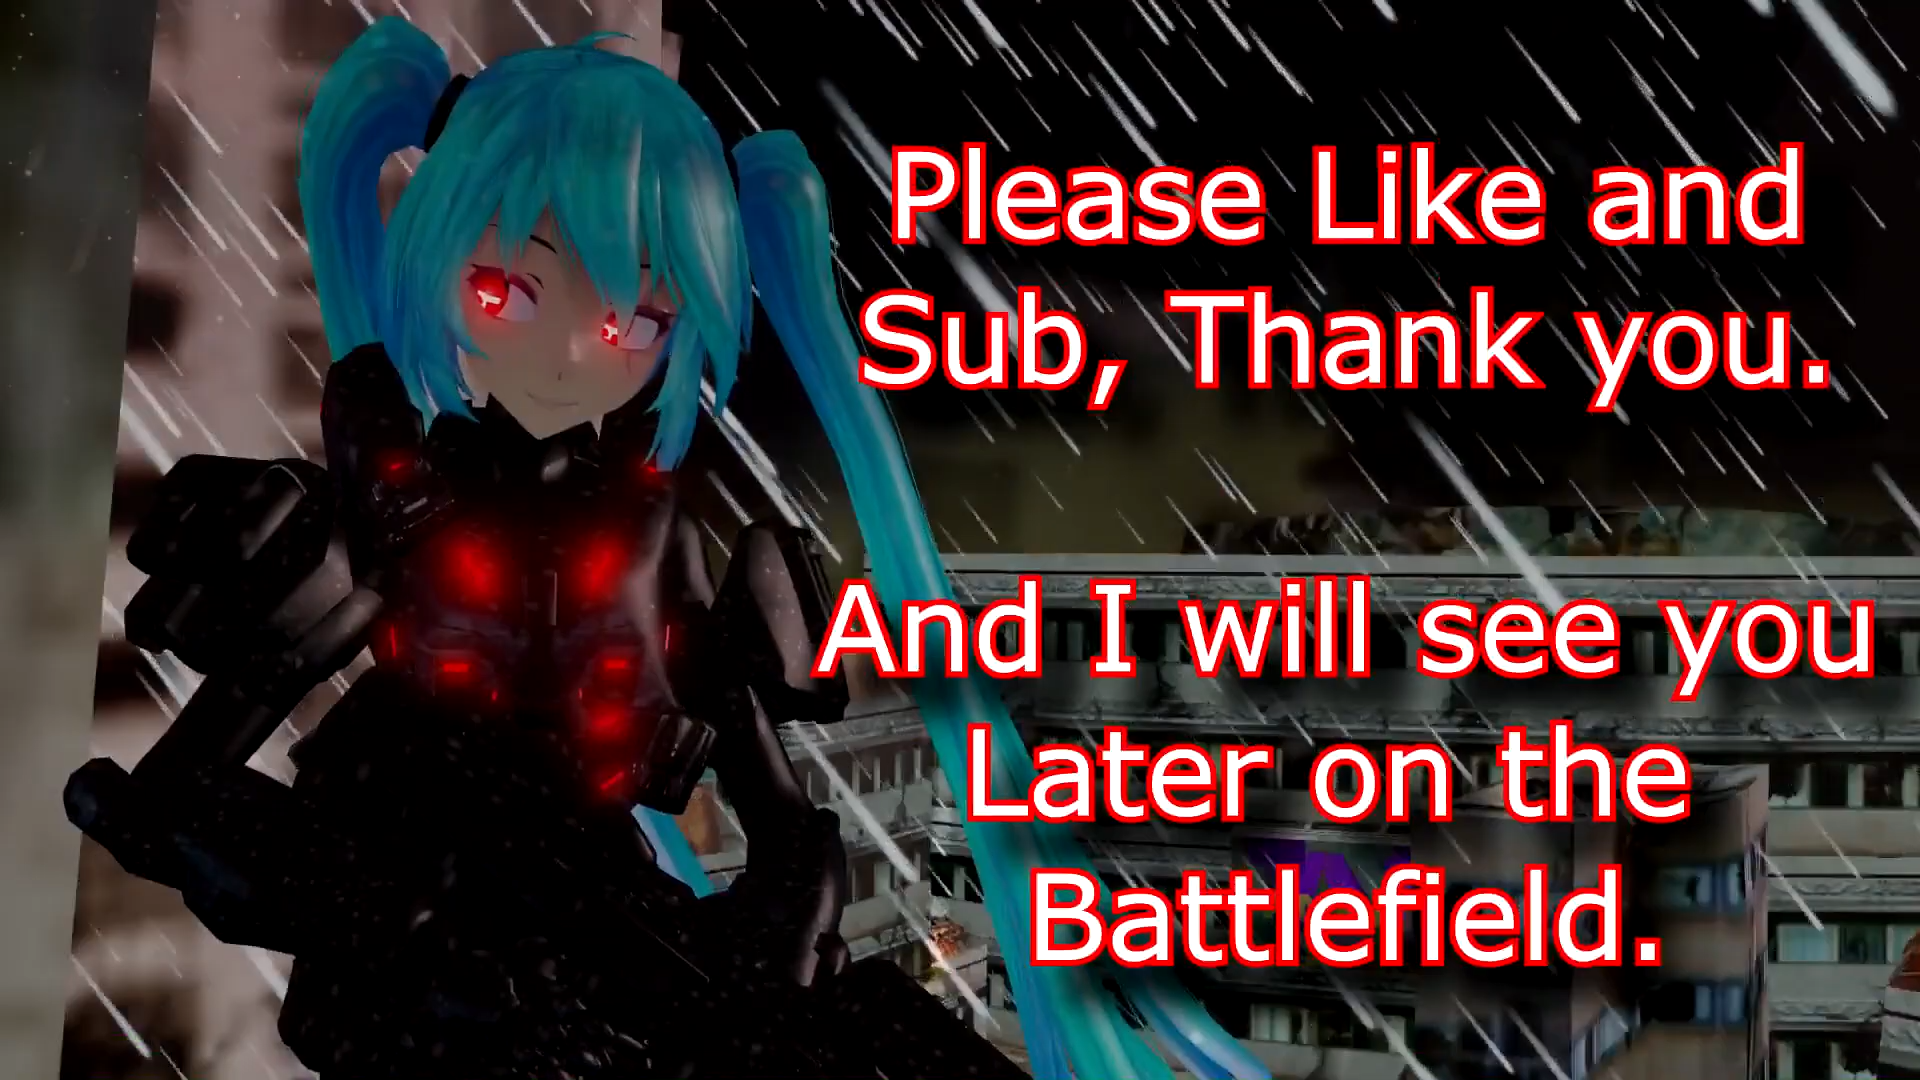 Please Like and
Sub, Thank you.
And I will see you
Later on the
Battlefield.